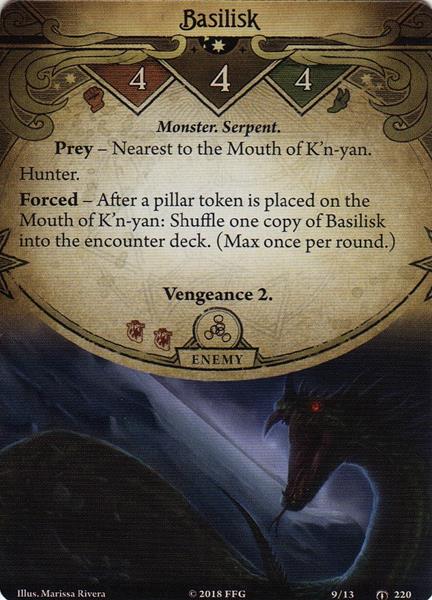 Basilisk
4 4 4
Monster. Serpent.
Prey – Nearest to the Mouth of K'n-yan.
Hunter.
Forced – After a pillar token is placed on the
Mouth of K'n-yan: Shuffle one copy of Basilisk
into the encounter deck. (Max once per round.)
Vengeance 2.
ENEMY
Illus. Marissa Rivera © 2018 FFG 9/13 220